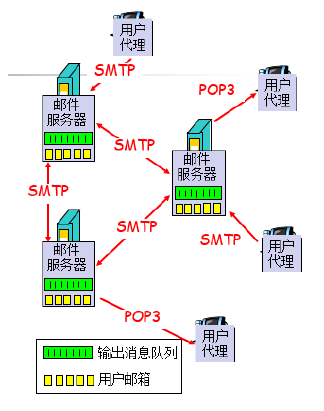 用户
代理
SMTP
用户
代理
POP3
邮件
服务器
SMTP
邮件
服务器
SMTP
SMTP
SMTP
用户
代理
邮件
服务器
POP3
用户
代理
输出消息队列
用户邮箱